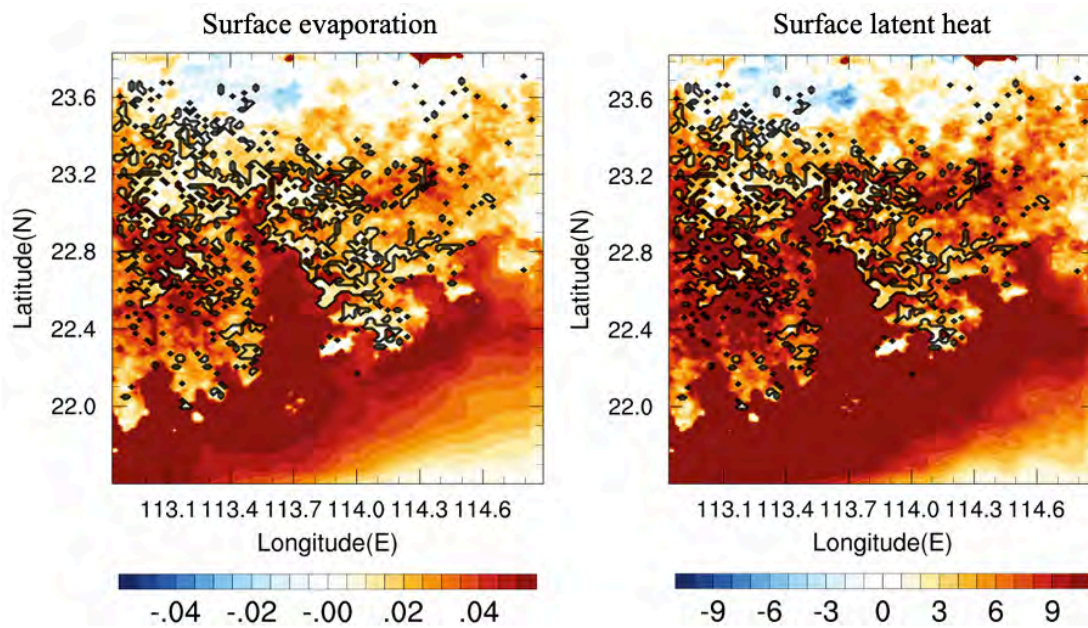 Surface evaporation
Surface latent heat
Latitude(N)
23.6
23.2
22.8
22.4
22.0
113.1 113.4 113.7 114.0 114.3 114.6
Longitude(E)
-.04 -.02 -.00 .02 .04
Latitude(N)
23.6
23.2
22.8
22.4
22.0
113.1 113.4 113.7 114.0 114.3 114.6
Longitude(E)
-9 -6 -3 0 3 6 9